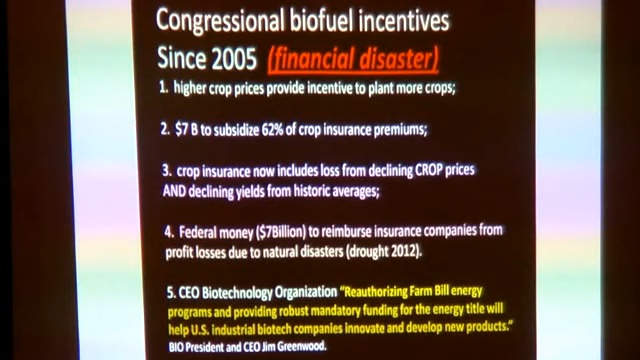 Congressional biofuel incentives
Since 2005 (financial disaster)
1. higher crop prices provide incentive to plant more crops;
2. $7 B to subsidize 62% of crop insurance premiums;
3. crop insurance now includes loss from declining CROP prices
AND declining yields from historic averages;
4. Federal money ($7Billion) to reimburse insurance companies from
profit losses due to natural disasters (drought 2012).
5. CEO Biotechnology Organization “Reauthorizing Farm Bill energy
programs and providing robust mandatory funding for the energy title will
help U.S. industrial biotech companies innovate and develop new products.”
BIO President and CEO Jim Greenwood.